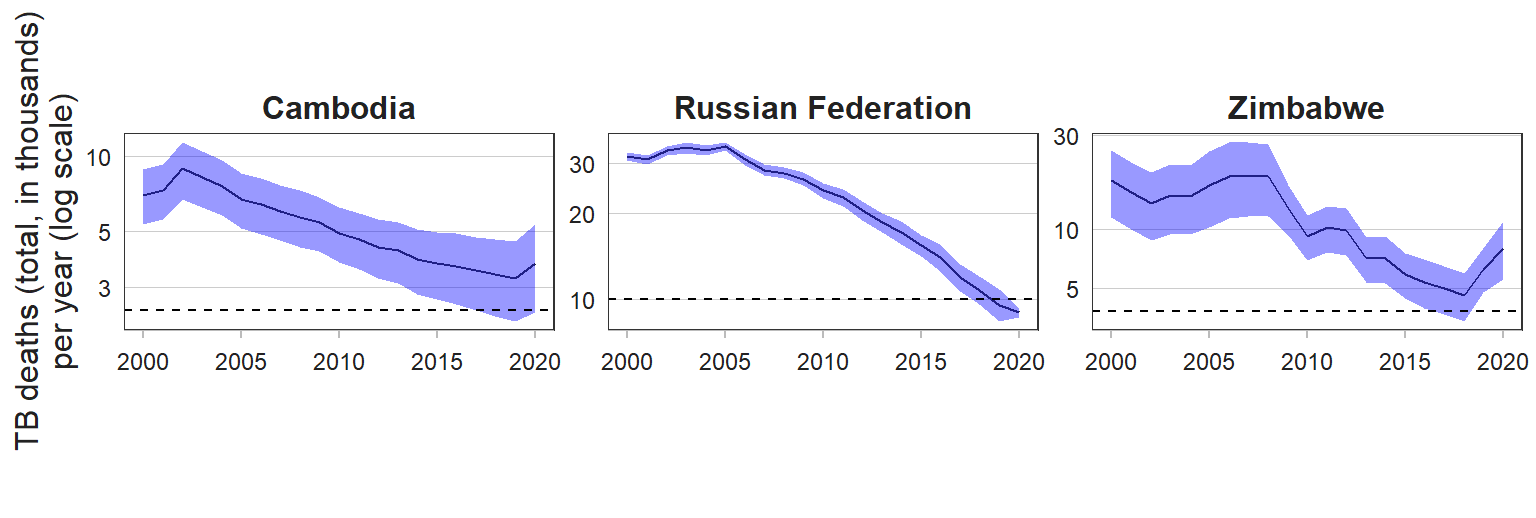 TB deaths (total, in thousands)
per year (log scale)
Cambodia
10
5
3
2000 2005 2010 2015 2020
Russian Federation
30
20
10
2000 2005 2010 2015 2020
Zimbabwe
30
10
5
2000 2005 2010 2015 2020